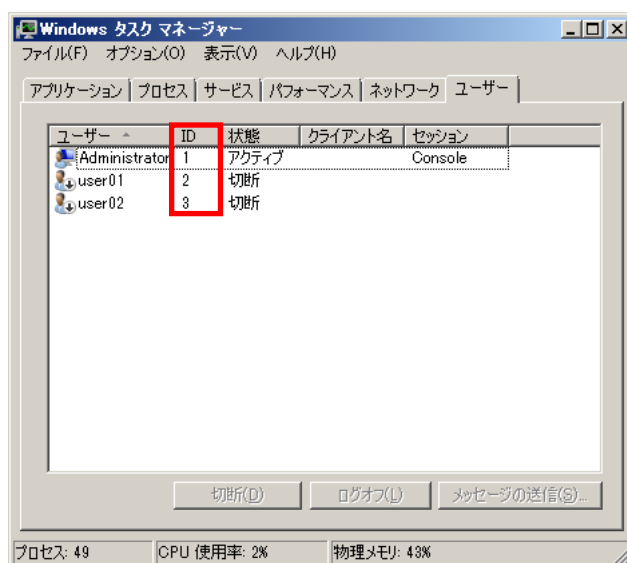 Windows タスク マネージャー
ファイル(F) オプション(O) 表示(V) ヘルプ(H)
アプリケーション プロセス サービス パフォーマンス ネットワーク ユーザー
ユーザー ID 状態 クライアント名 セッション
Administrator 1 アクティブ Console
user01 2 切断
user02 3 切断
切断(D) ログオフ(L) メッセージの送信(S)...
プロセス: 49 CPU 使用率: 2% 物理メモリ: 43%